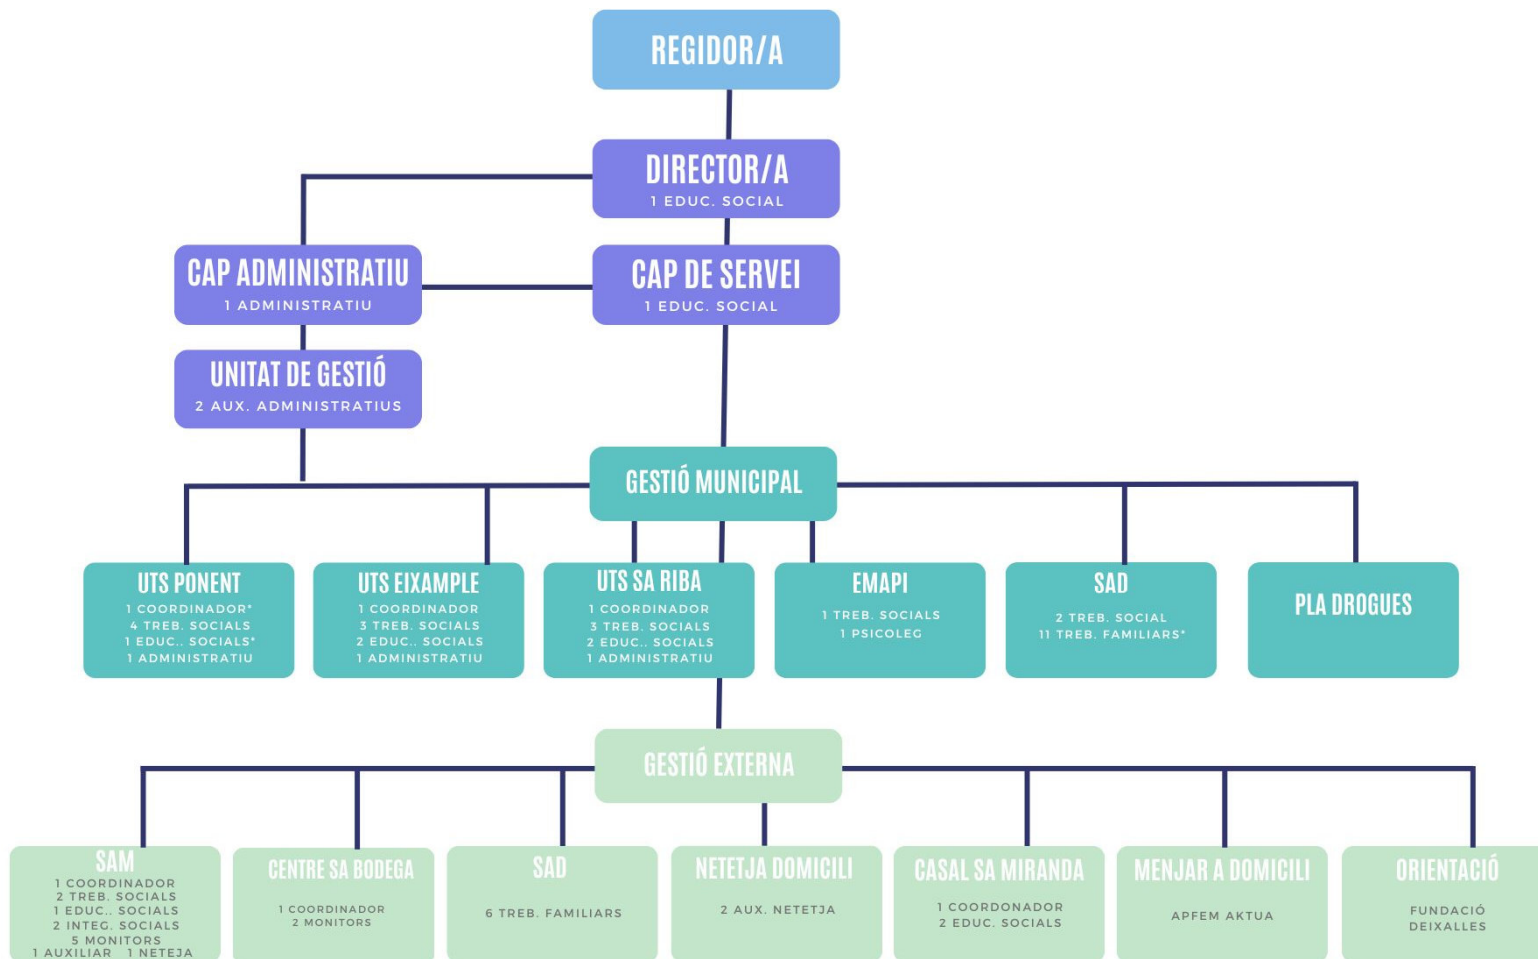 REGIDOR/A
DIRECTOR/A
1 EDUC. SOCIAL
CAP ADMINISTRATIU
1 ADMINISTRATIU
CAP DE SERVEI
1 EDUC. SOCIAL
UNITAT DE GESTIÓ
2 AUX. ADMINISTRATIUS
GESTIÓ MUNICIPAL
UTS PONENT
1 COORDINADOR*
4 TREB. SOCIALS
1 EDUC.. SOCIALS*
1 ADMINISTRATIU
UTS EIXAMPLE
1 COORDINADOR
3 TREB. SOCIALS
2 EDUC.. SOCIALS
1 ADMINISTRATIU
UTS SA RIBA
1 COORDINADOR
3 TREB. SOCIALS
2 EDUC.. SOCIALS
1 ADMINISTRATIU
EMAPI
1 TREB. SOCIALS
1 PSICOLEG
SAD
2 TREB. SOCIAL
11 TREB. FAMILIARS*
PLA DROGUES
GESTIÓ EXTERNA
SAM
1 COORDINADOR
2 TREB. SOCIALS
1 EDUC.. SOCIALS
2 INTEG. SOCIALS
5 MONITORS
1 AUXILIAR 1 NETEJA
CENTRE SA BODEGA
1 COORDINADOR
2 MONITORS
SAD
6 TREB. FAMILIARS
NETETJA DOMICILI
2 AUX. NETETJA
CASAL SA MIRANDA
1 COORDONADOR
2 EDUC. SOCIALS
MENJAR A DOMICILI
APFEM AKTUA
ORIENTACIÓ
FUNDACIÓ
DEIXALLES